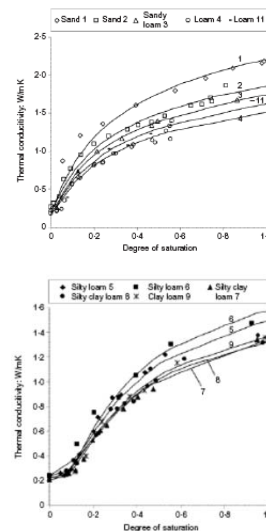 Sand 1 Sand 2 Sandy loam 3 Loam 4 Loam 11
Thermal conductivity: W/mK
2·5
2·0
1·5
1·0
0·5
0
0 0·2 0·4 0·6 0·8 1·0
Degree of saturation
1
2
3
11
4
Silty loam 5 Silty loam 6 Silty clay loam 7
Silty clay loam 8 Clay loam 9
Thermal conductivity: W/mK
1·6
1·4
1·2
1·0
0·8
0·6
0·4
0·2
0
0 0·2 0·4 0·6 0·8 1·0
Degree of saturation
6
5
9
8
7